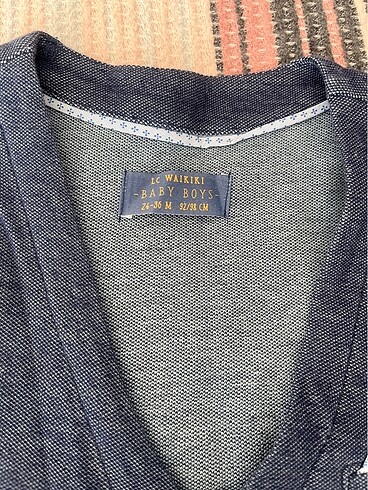 LC WAIKIKI
-BABY BOYS-
24-36 M 92/98 CM